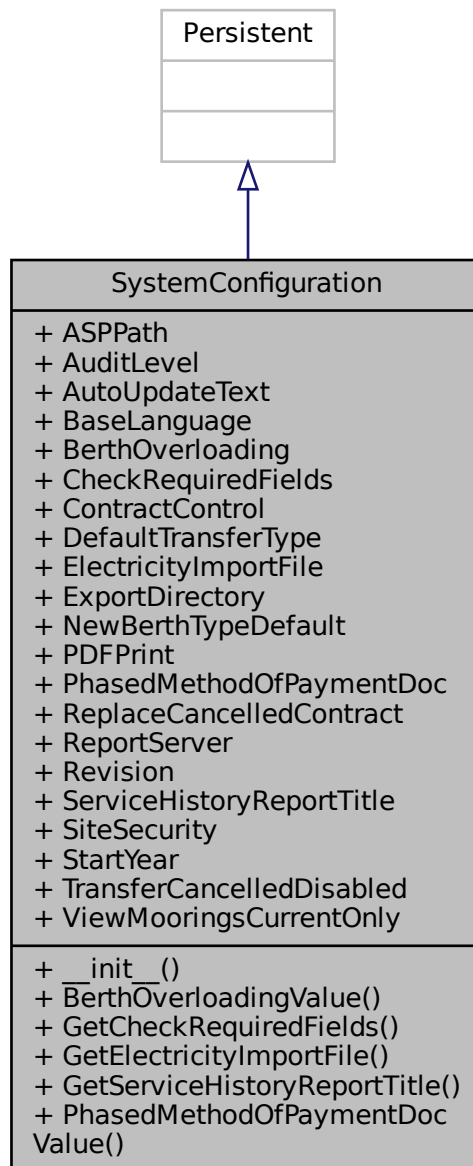 Persistent
SystemConfiguration
+ ASPPath
+ AuditLevel
+ AutoUpdateText
+ BaseLanguage
+ BerthOverloading
+ CheckRequiredFields
+ ContractControl
+ DefaultTransferType
+ ElectricityImportFile
+ ExportDirectory
+ NewBerthTypeDefault
+ PDFPrint
+ PhasedMethodOfPaymentDoc
+ ReplaceCancelledContract
+ ReportServer
+ Revision
+ ServiceHistoryReportTitle
+ SiteSecurity
+ StartYear
+ TransferCancelledDisabled
+ ViewMooringsCurrentOnly
+ __init__()
+ BerthOverloadingValue()
+ GetCheckRequiredFields()
+ GetElectricityImportFile()
+ GetServiceHistoryReportTitle()
+ PhasedMethodOfPaymentDoc
Value()